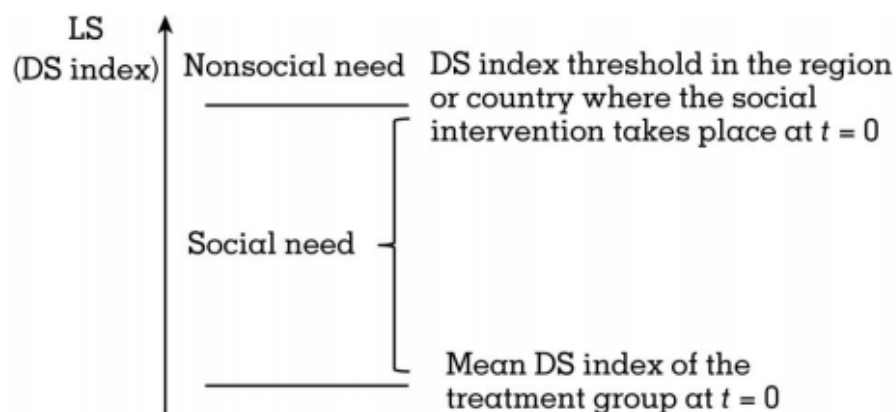 LS
(DS index)
Nonsocial need
DS index threshold in the region
or country where the social
intervention takes place at t = 0
Social need
Mean DS index of the
treatment group at t = 0